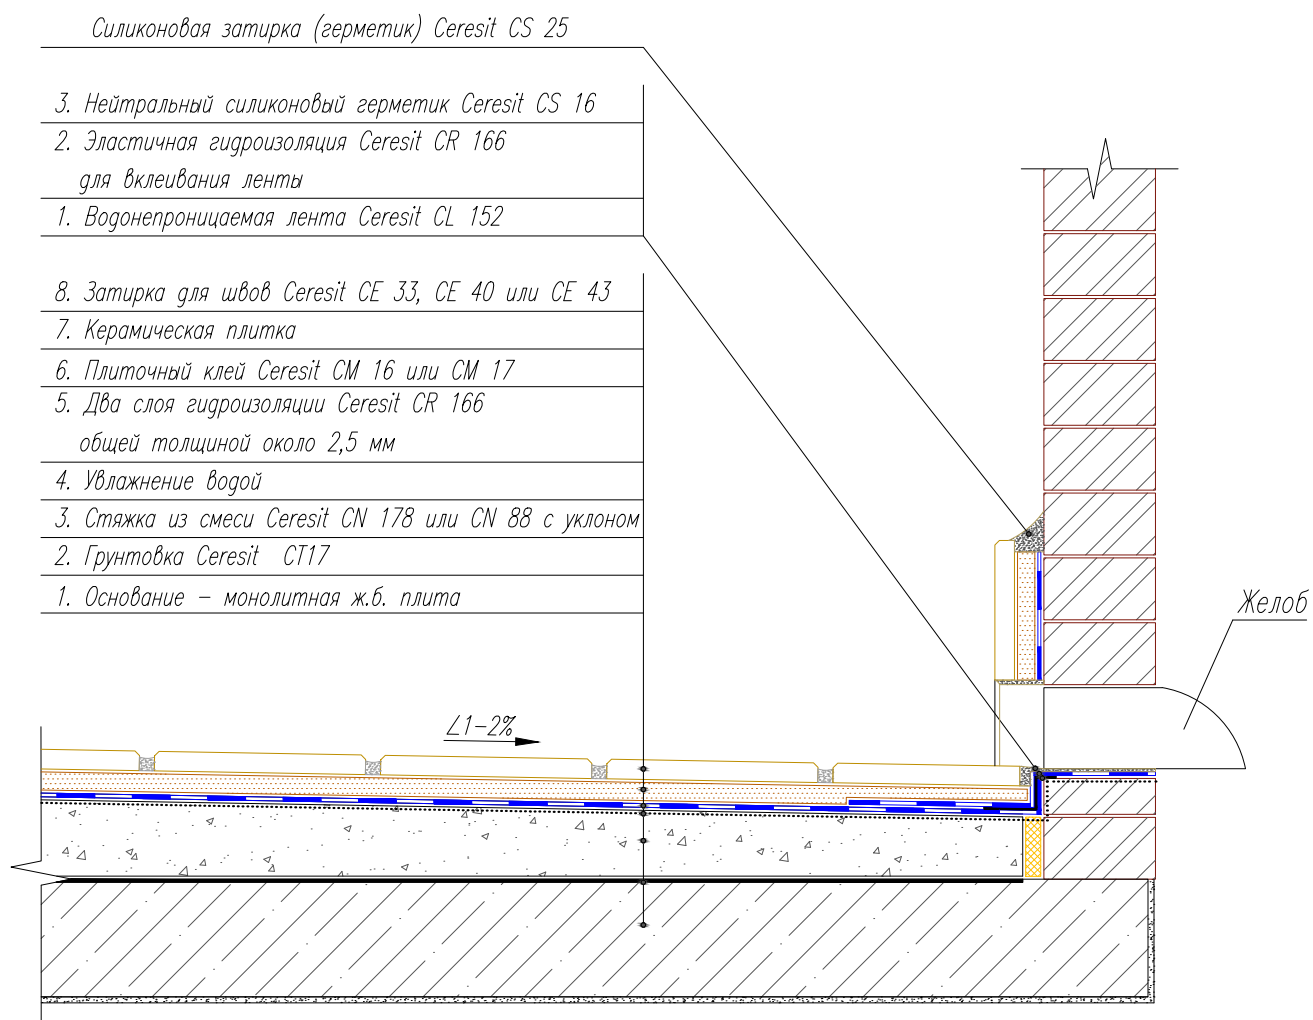 Силиконовая затирка (герметик) Ceresit CS 25
3. Нейтральный силиконовый герметик Ceresit CS 16
2. Эластичная гидроизоляция Ceresit CR 166
для вклеивания ленты
1. Водонепроницаемая лента Ceresit CL 152
8. Затирка для швов Ceresit CE 33, CE 40 или CE 43
7. Керамическая плитка
6. Плиточный клей Ceresit CM 16 или CM 17
5. Два слоя гидроизоляции Ceresit CR 166
общей толщиной около 2,5 мм
4. Увлажнение водой
3. Стяжка из смеси Ceresit CN 178 или CN 88 с уклоном
2. Грунтовка Ceresit CT17
1. Основание – монолитная ж.б. плита
Желоб
∠1-2%